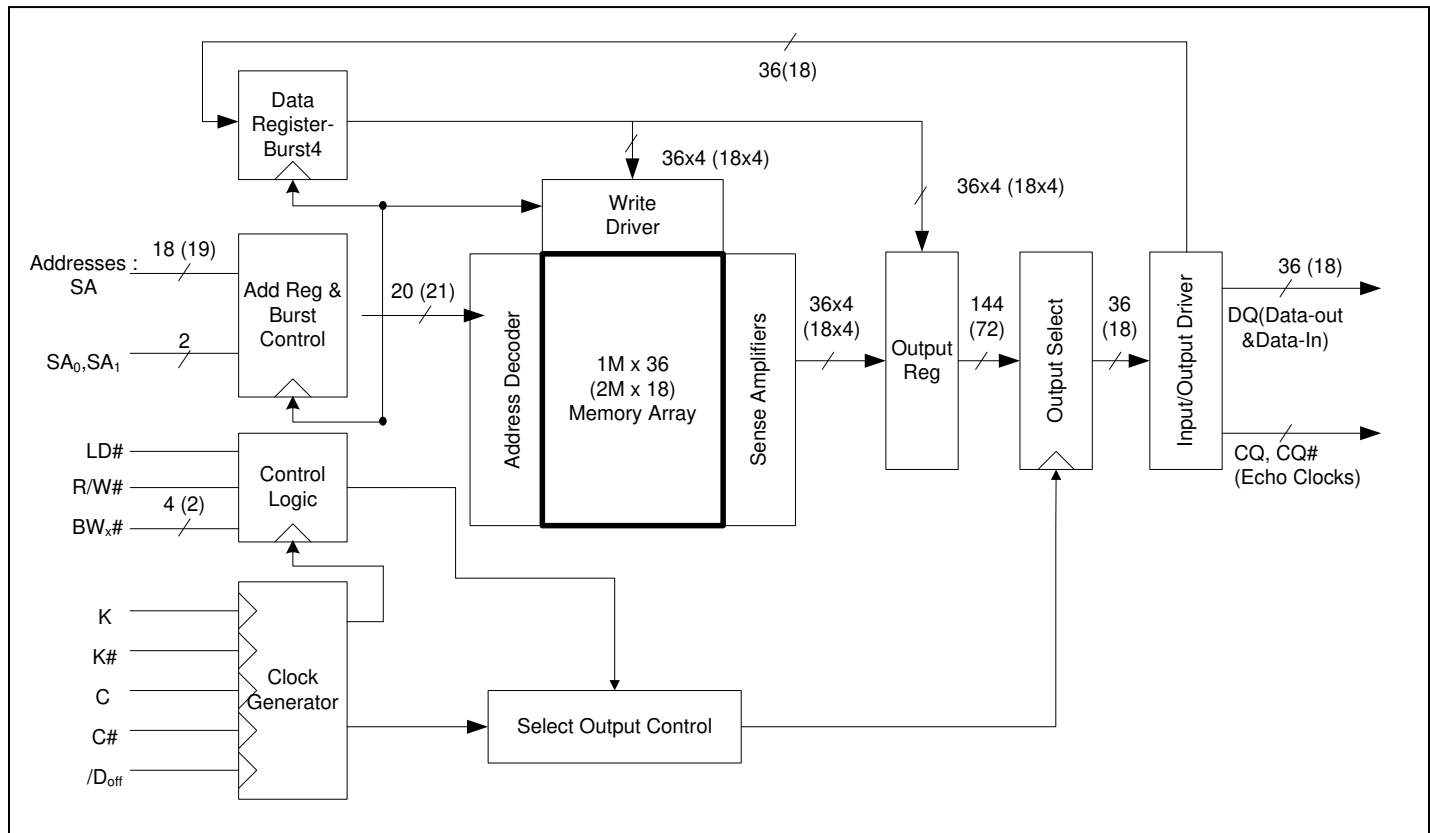 36(18)
Data
Register-
Burst4
36x4 (18x4)
36x4 (18x4)
Write
Driver
Addresses :
SA
18 (19)
SA₀,SA₁
2
Add Reg &
Burst
Control
20 (21)
Address Decoder
1M x 36
(2M x 18)
Memory Array
Sense Amplifiers
36x4
(18x4)
Output
Reg
144
(72)
Output Select
36
(18)
Input/Output Driver
36 (18)
DQ(Data-out
&Data-In)
CQ, CQ#
(Echo Clocks)
LD#
R/W#
4 (2)
BWₓ#
Control
Logic
K
K#
C
C#
/Doff
Clock
Generator
Select Output Control